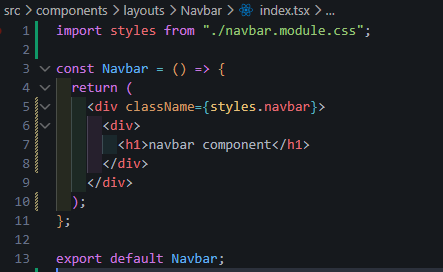 src > components > layouts > Navbar > index.tsx > ...
1 import styles from "./navbar.module.css";
2
3 const Navbar = () => {
4 return (
5 <div className={styles.navbar}>
6 <div>
7 <h1>navbar component</h1>
8 </div>
9 </div>
10 );
11 };
12
13 export default Navbar;